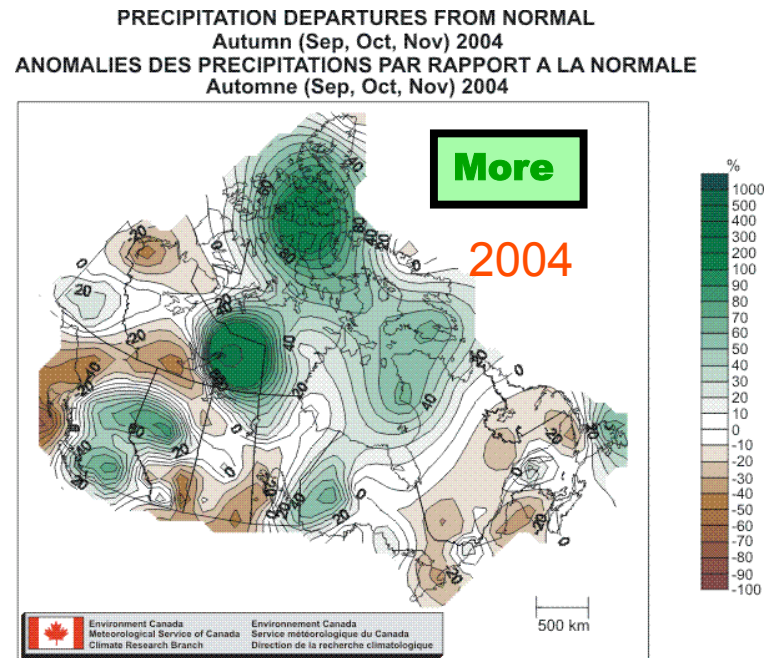 PRECIPITATION DEPARTURES FROM NORMAL
Autumn (Sep, Oct, Nov) 2004
ANOMALIES DES PRECIPITATIONS PAR RAPPORT A LA NORMALE
Automne (Sep, Oct, Nov) 2004
More
2004
%
1000
500
400
300
200
100
90
80
70
60
50
40
30
20
10
0
-10
-20
-30
-40
-50
-60
-70
-80
-90
-100
500 km
Environment Canada
Meteorological Service of Canada
Climate Research Branch
Environnement Canada
Service météorologique du Canada
Direction de la recherche climatologique